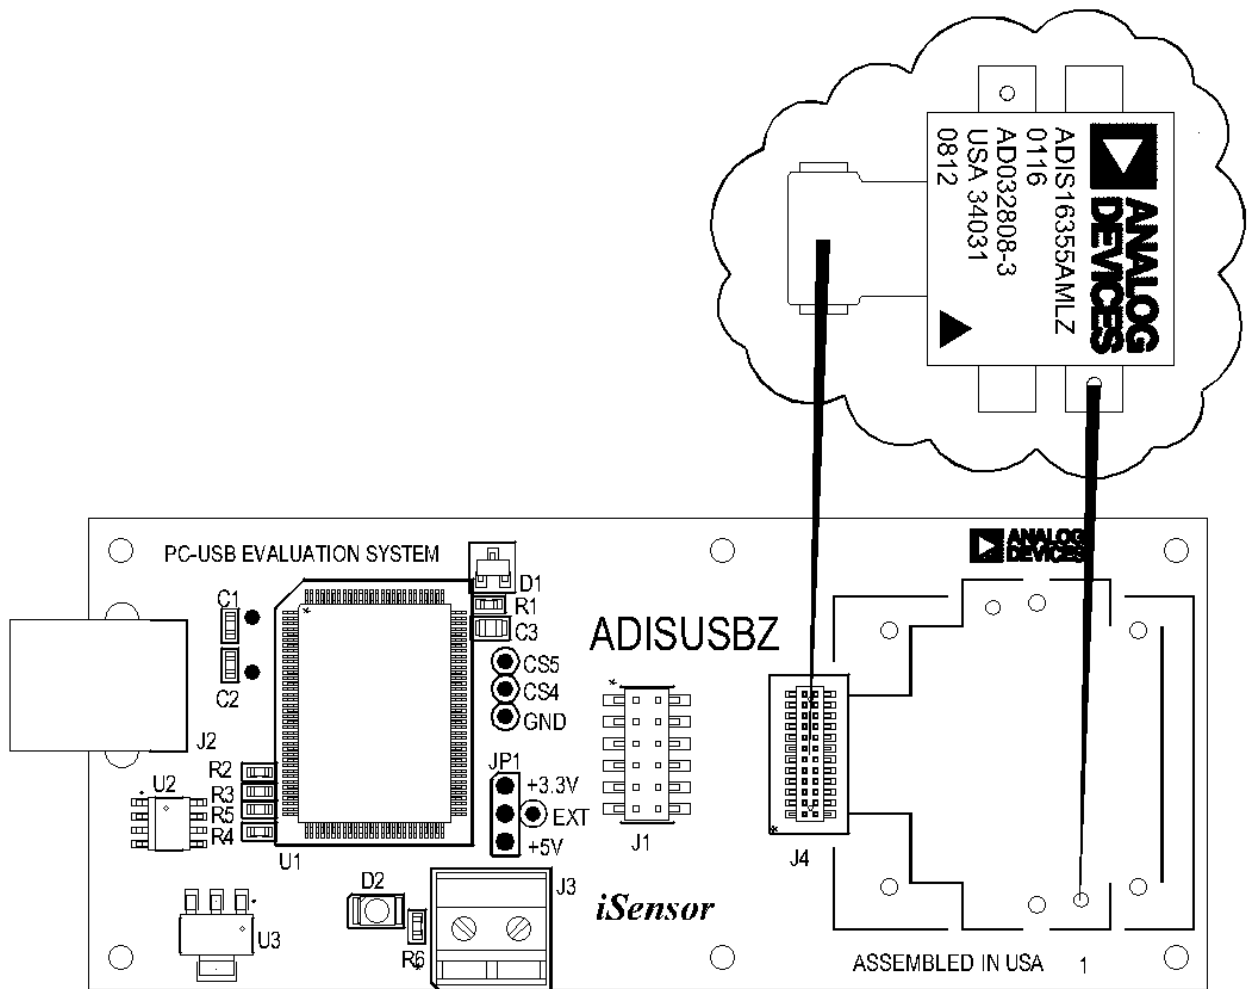 ANALOG
DEVICES
ADIS16355AMLZ
0116
AD032808-3
USA 34031
0812
PC-USB EVALUATION SYSTEM
ANALOG
DEVICES
D1
C1
R1
C3
ADISUSBZ
CS5
C2
CS4
GND
J2
JP1
R2
U2
+3.3V
R3
R5
EXT
R4
+5V
J1
J4
U1
D2
J3
iSensor
U3
R6
ASSEMBLED IN USA 1